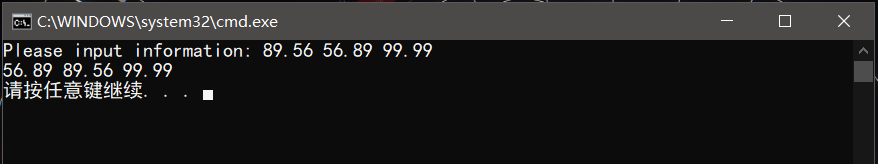 C:\WINDOWS\system32\cmd.exe
Please input information: 89.56 56.89 99.99
56.89 89.56 99.99
请按任意键继续. . .